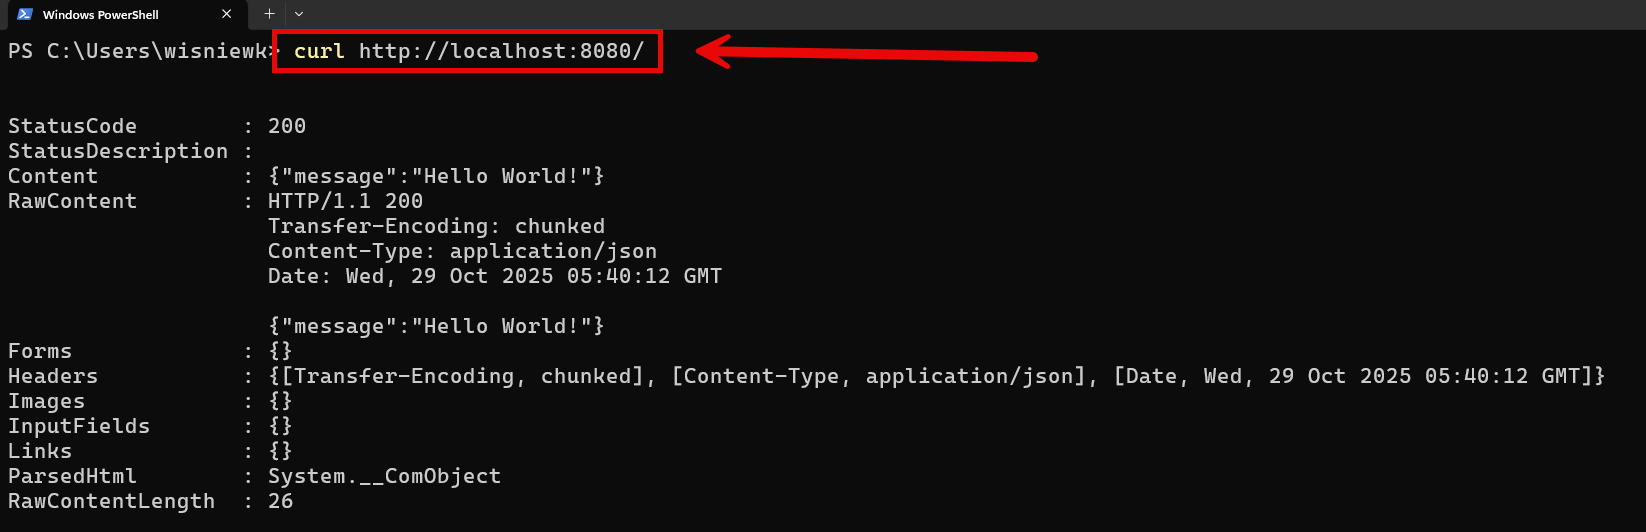 Windows PowerShell
PS C:\Users\wisniewk> curl http://localhost:8080/
StatusCode        : 200
StatusDescription :
Content           : {"message":"Hello World!"}
RawContent        : HTTP/1.1 200
                    Transfer-Encoding: chunked
                    Content-Type: application/json
                    Date: Wed, 29 Oct 2025 05:40:12 GMT
                    {"message":"Hello World!"}
Forms             : {}
Headers           : {[Transfer-Encoding, chunked], [Content-Type, application/json], [Date, Wed, 29 Oct 2025 05:40:12 GMT]}
Images            : {}
InputFields       : {}
Links             : {}
ParsedHtml        : System.__ComObject
RawContentLength  : 26